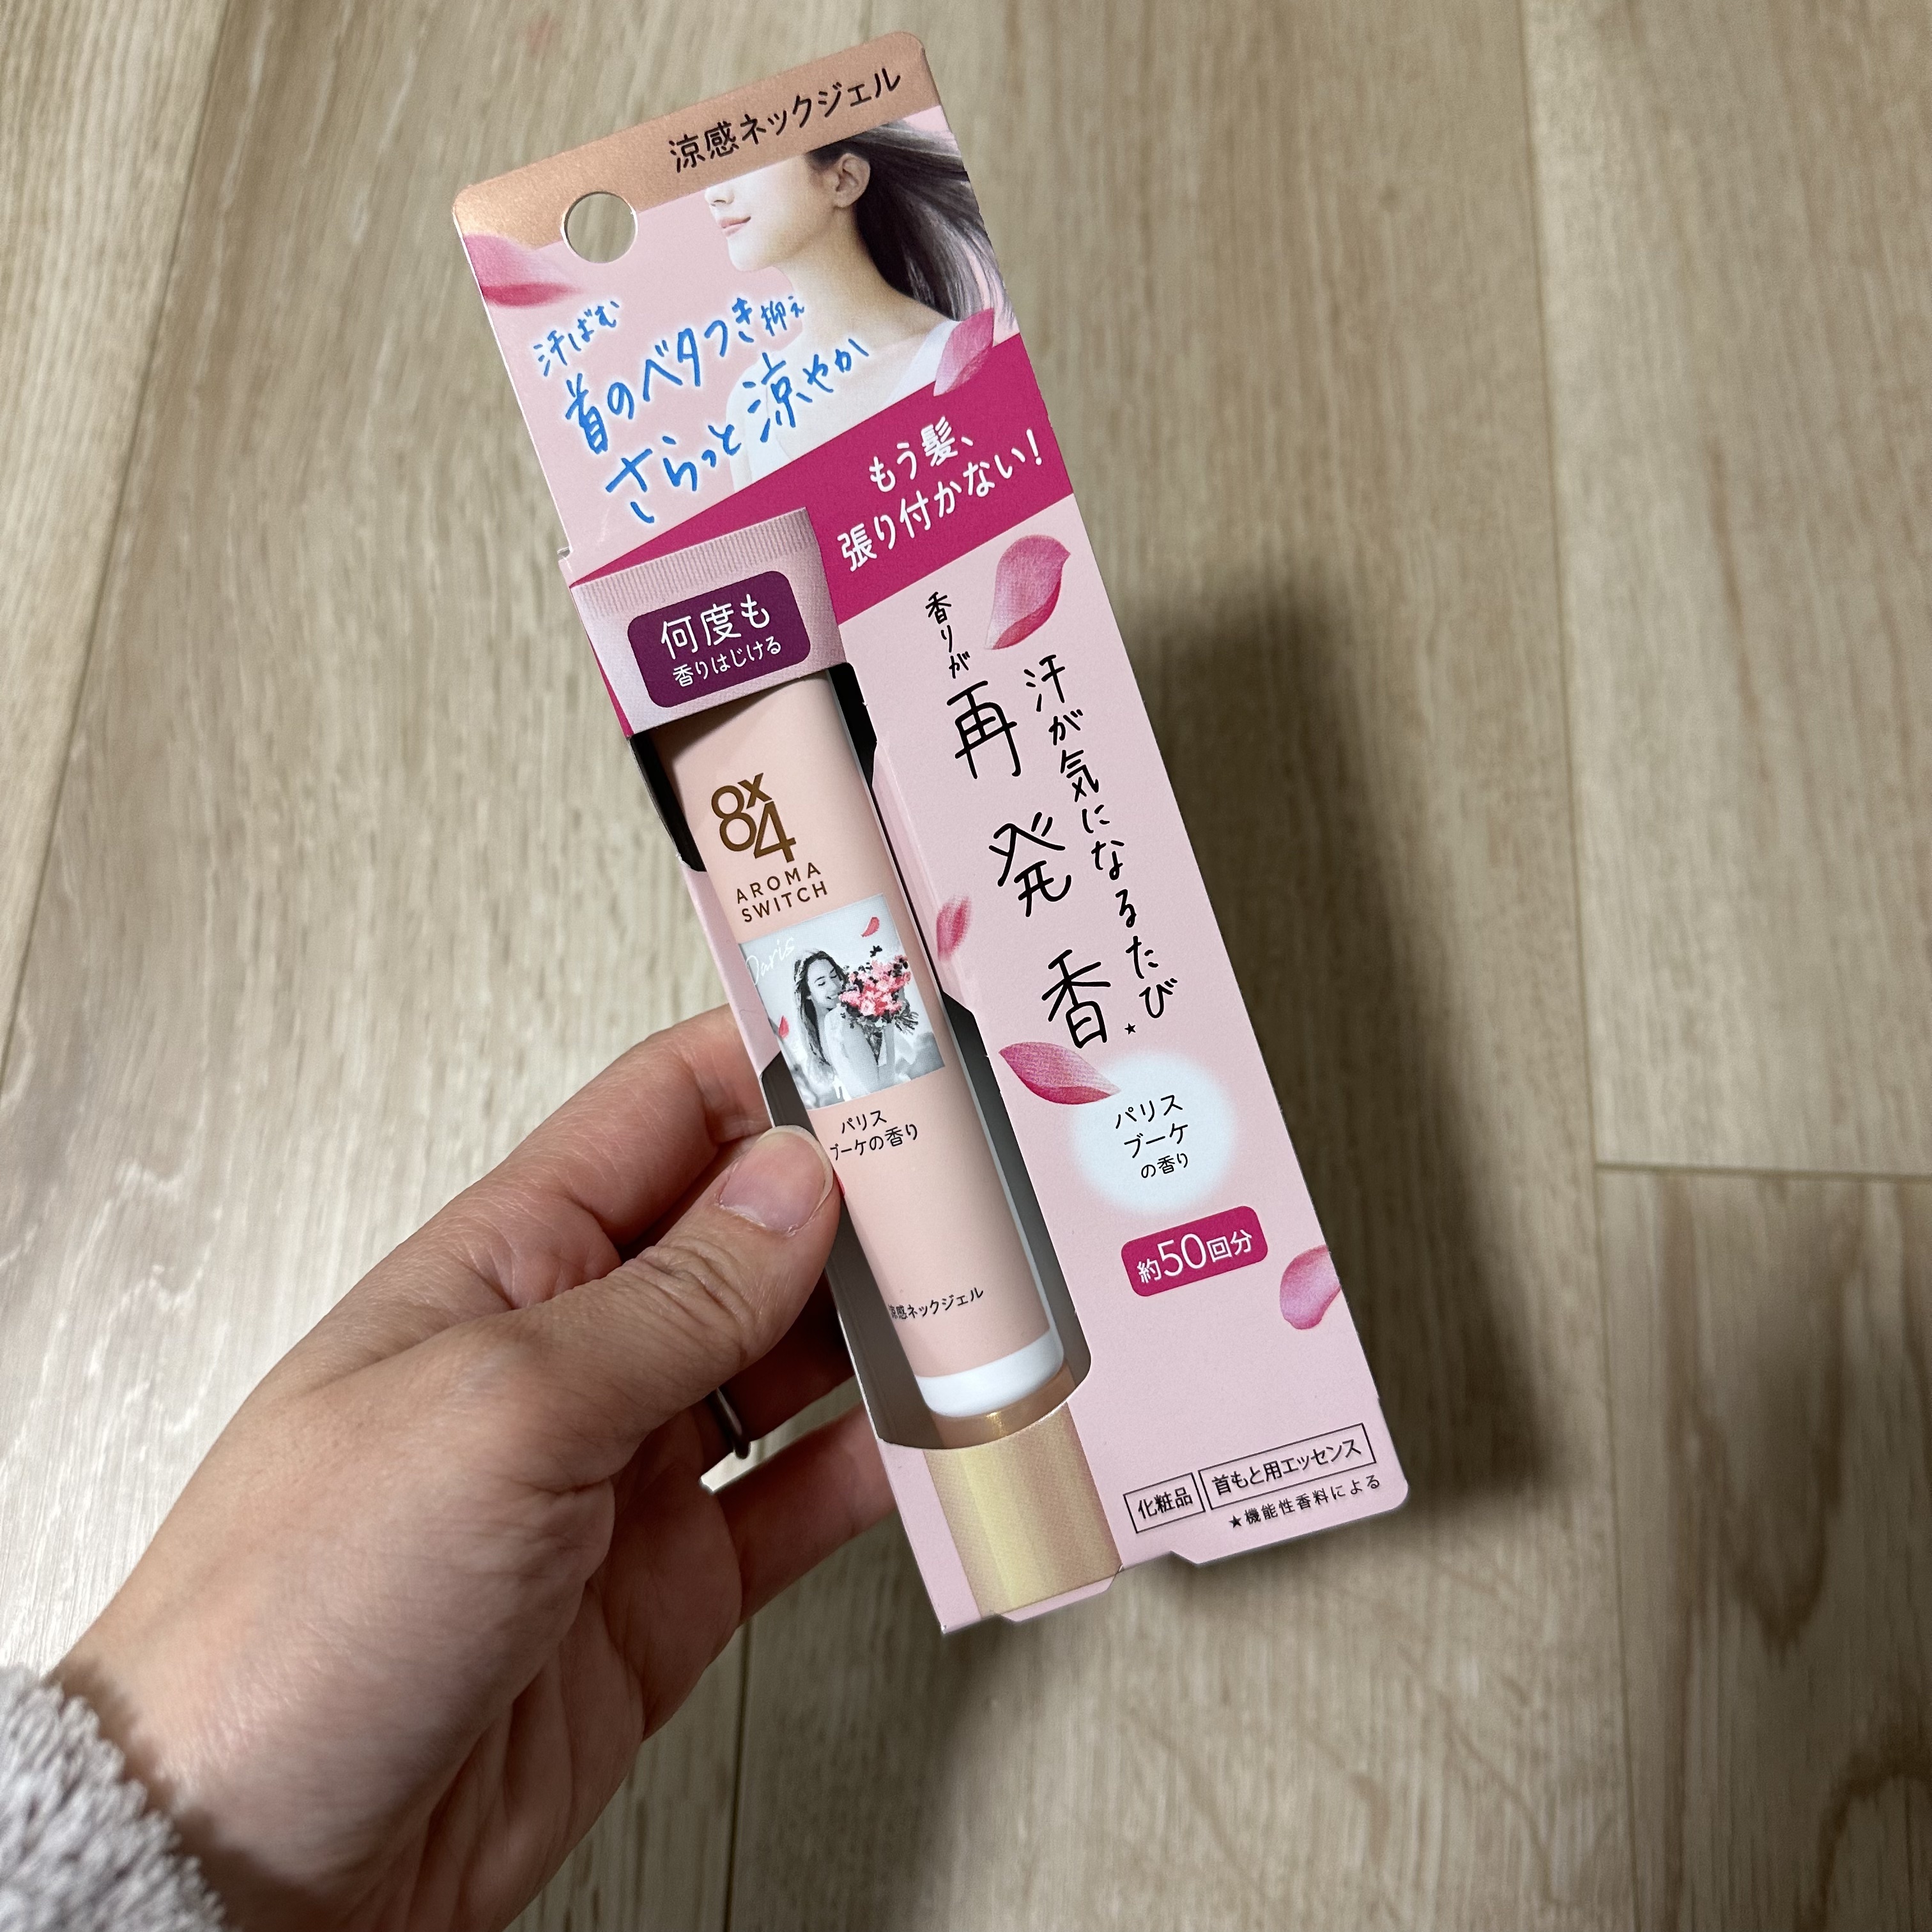 涼感ネックジェル
汗ばむ
首のベタつき抑え
さらっと涼やか
もう髪、
張り付かない!
何度も
香りはじける
汗が気になるたび
香りが再発香★
8x4
AROMA
SWITCH
Paris
パリス
ブーケの香り
涼感ネックジェル
パリス
ブーケ
の香り
約50回分
化粧品 首もと用エッセンス
★機能性香料による